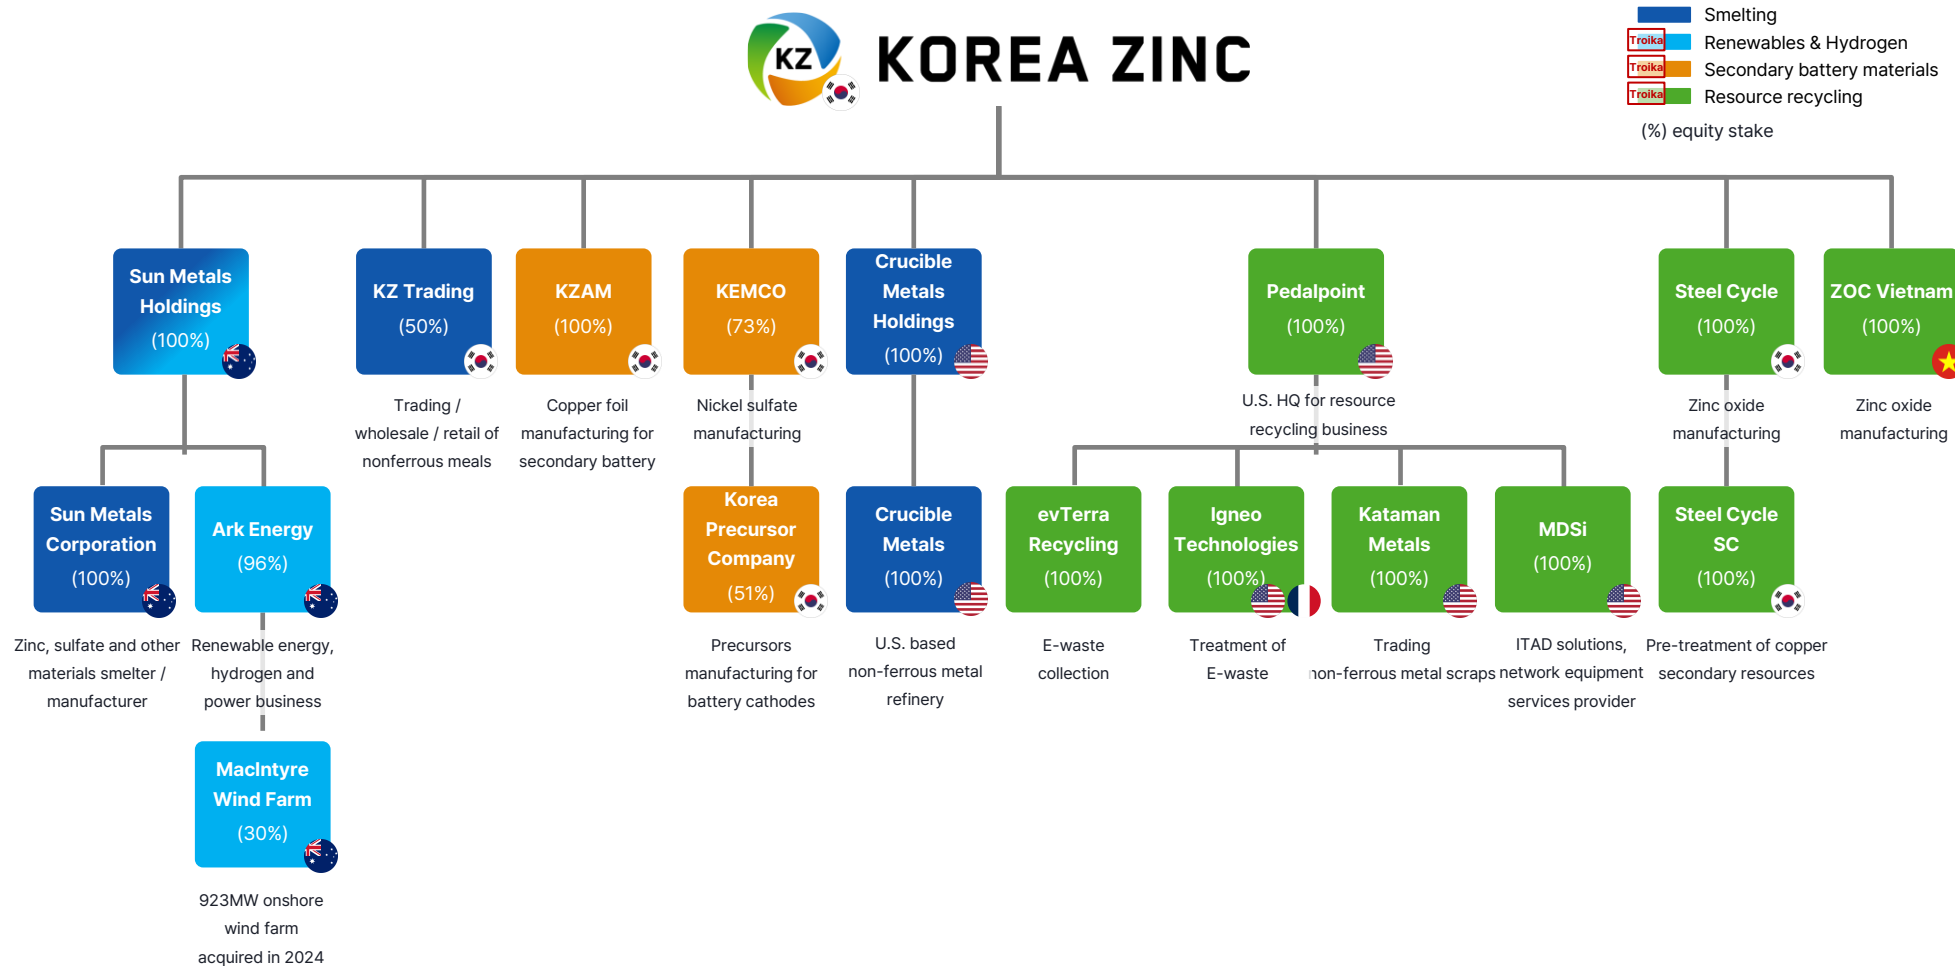 KZ
KOREA ZINC
Smelting
Troika
Renewables & Hydrogen
Troika
Secondary battery materials
Troika
Resource recycling
(%) equity stake
Sun Metals
Holdings
(100%)
KZ Trading
(50%)
Trading /
wholesale / retail of
nonferrous meals
KZAM
(100%)
Copper foil
manufacturing for
secondary battery
KEMCO
(73%)
Nickel sulfate
manufacturing
Crucible
Metals
Holdings
(100%)
Pedalpoint
(100%)
U.S. HQ for resource
recycling business
Steel Cycle
(100%)
Zinc oxide
manufacturing
ZOC Vietnam
(100%)
Zinc oxide
manufacturing
Sun Metals
Corporation
(100%)
Zinc, sulfate and other
materials smelter /
manufacturer
Ark Energy
(96%)
Renewable energy,
hydrogen and
power business
Korea
Precursor
Company
(51%)
Precursors
manufacturing for
battery cathodes
Crucible
Metals
(100%)
U.S. based
non-ferrous metal
refinery
evTerra
Recycling
(100%)
E-waste
collection
Igneo
Technologies
(100%)
Treatment of
E-waste
Kataman
Metals
(100%)
Trading
non-ferrous metal scraps
MDSi
(100%)
ITAD solutions,
network equipment
services provider
Steel Cycle
SC
(100%)
Pre-treatment of copper
secondary resources
MacIntyre
Wind Farm
(30%)
923MW onshore
wind farm
acquired in 2024